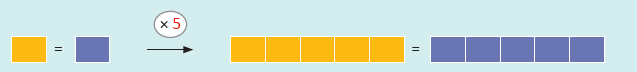 × 5
= =